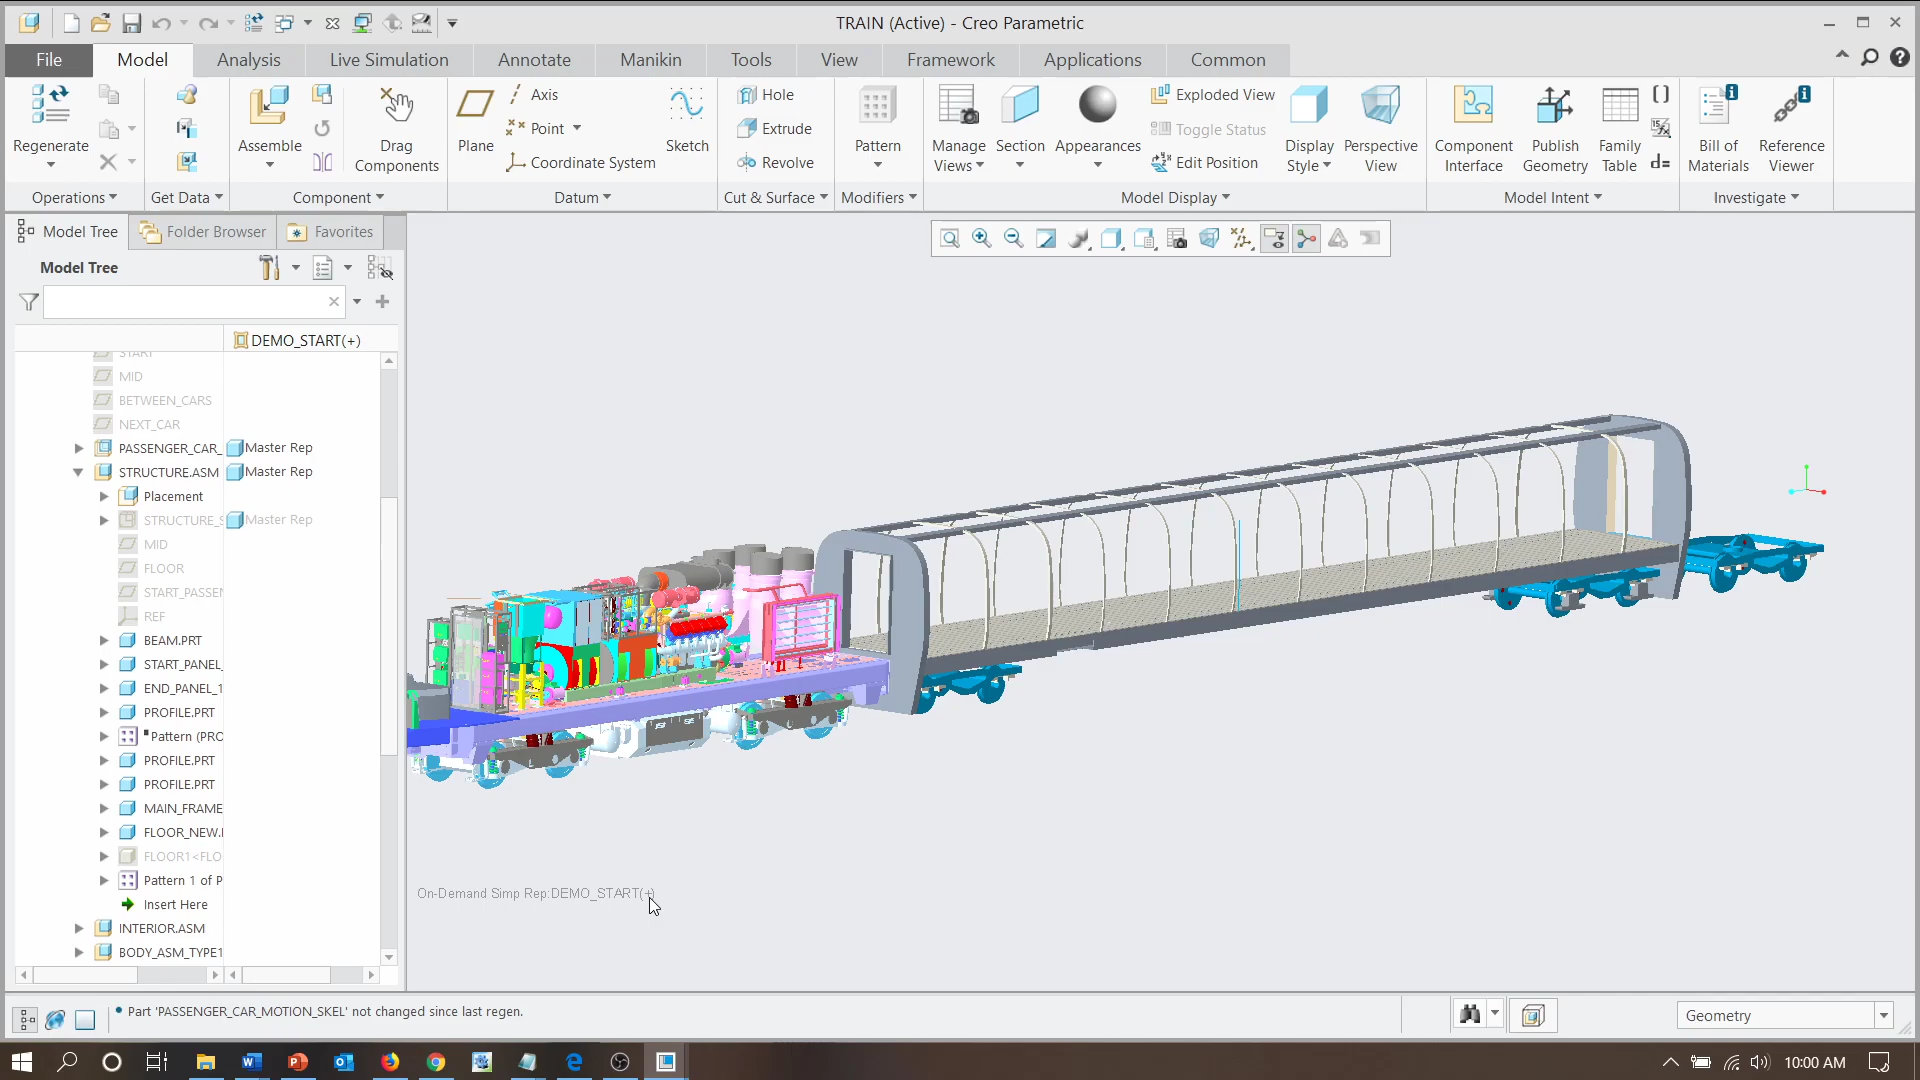 TRAIN (Active) - Creo Parametric
File Model Analysis Live Simulation Annotate Manikin Tools View Framework Applications Common
Regenerate
Operations
Get Data
Assemble
Drag Components
Component
Plane
Axis
Point
Coordinate System
Sketch
Datum
Hole
Extrude
Revolve
Cut & Surface
Pattern
Modifiers
Manage Views
Section
Appearances
Exploded View
Toggle Status
Edit Position
Display Style
Perspective View
Model Display
Component Interface
Publish Geometry
Family Table
Model Intent
Bill of Materials
Reference Viewer
Investigate
Model Tree
Folder Browser
Favorites
Model Tree
DEMO_START(+)
START
MID
BETWEEN_CARS
NEXT_CAR
PASSENGER_CAR_ Master Rep
STRUCTURE.ASM Master Rep
Placement
STRUCTURE_S Master Rep
MID
FLOOR
START_PASSEN
REF
BEAM.PRT
START_PANEL_
END_PANEL_1
PROFILE.PRT
Pattern (PRO
PROFILE.PRT
PROFILE.PRT
MAIN_FRAME
FLOOR_NEW.
FLOOR1<FLO
Pattern 1 of P
Insert Here
INTERIOR.ASM
BODY_ASM_TYPE1
On-Demand Simp Rep:DEMO_START(+)
Part 'PASSENGER_CAR_MOTION_SKEL' not changed since last regen.
Geometry
10:00 AM